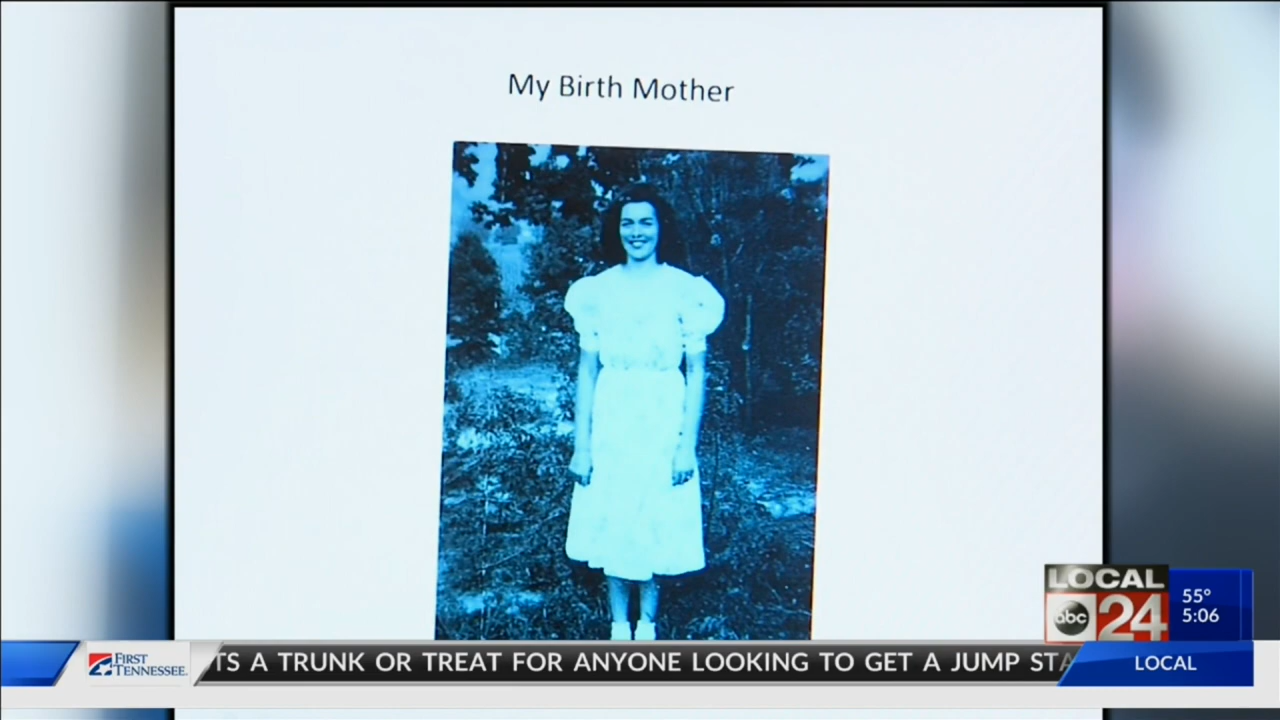 My Birth Mother
LOCAL
abc 24
55°
5:06
FIRST
TENNESSEE
TS A TRUNK OR TREAT FOR ANYONE LOOKING TO GET A JUMP STA
LOCAL